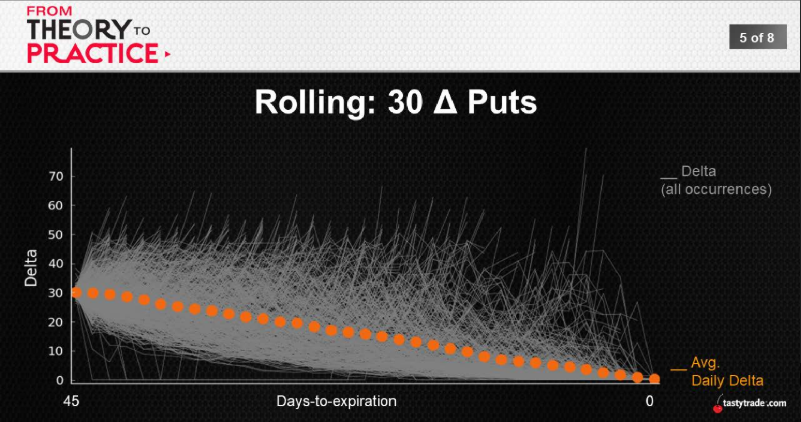 FROM
THEORY TO
PRACTICE
5 of 8
Rolling: 30 Δ Puts
70
60
50
40
30
20
10
0
Delta
__ Delta
(all occurrences)
__ Avg.
Daily Delta
45
Days-to-expiration
0
tastytrade.com